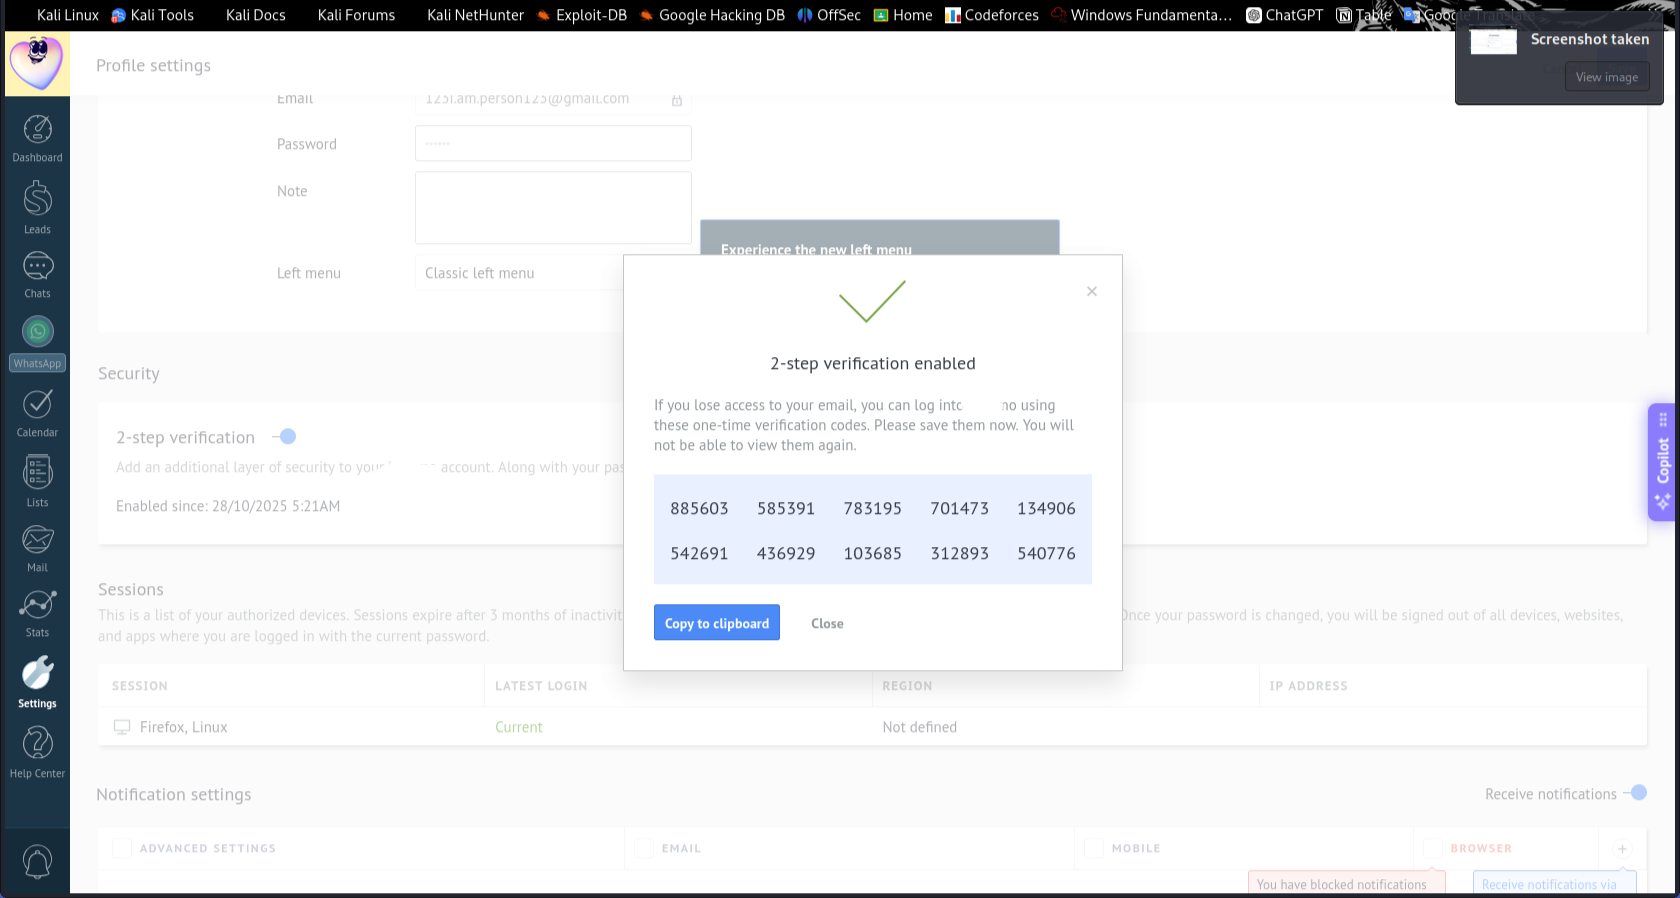 Kali Linux Kali Tools Kali Docs Kali Forums Kali NetHunter Exploit-DB Google Hacking DB OffSec Home Codeforces Windows Fundamenta… ChatGPT Table Google Translate
Screenshot taken
View image
Profile settings
Email 123i.am.person123@gmail.com
Password
Note
Experience the new left menu
Left menu Classic left menu
2-step verification enabled
If you lose access to your email, you can log into no using
these one-time verification codes. Please save them now. You will
not be able to view them again.
885603 585391 783195 701473 134906
542691 436929 103685 312893 540776
Copy to clipboard Close
Security
2-step verification
Add an additional layer of security to your account. Along with your pas
Enabled since: 28/10/2025 5:21AM
Sessions
This is a list of your authorized devices. Sessions expire after 3 months of inactivit Once your password is changed, you will be signed out of all devices, websites,
and apps where you are logged in with the current password.
SESSION LATEST LOGIN REGION IP ADDRESS
Firefox, Linux Current Not defined
Notification settings Receive notifications
ADVANCED SETTINGS EMAIL MOBILE BROWSER
You have blocked notifications Receive notifications via
Dashboard
Leads
Chats
WhatsApp
Calendar
Lists
Mail
Stats
Settings
Help Center
Copilot